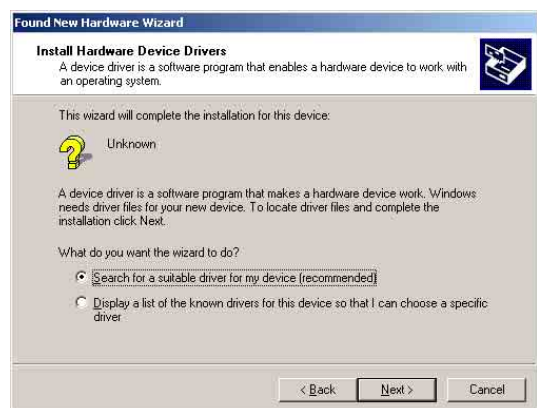 Found New Hardware Wizard
Install Hardware Device Drivers
A device driver is a software program that enables a hardware device to work with
an operating system.
This wizard will complete the installation for this device:
Unknown
A device driver is a software program that makes a hardware device work. Windows
needs driver files for your new device. To locate driver files and complete the
installation click Next.
What do you want the wizard to do?
Search for a suitable driver for my device (recommended)
Display a list of the known drivers for this device so that I can choose a specific
driver
< Back Next > Cancel